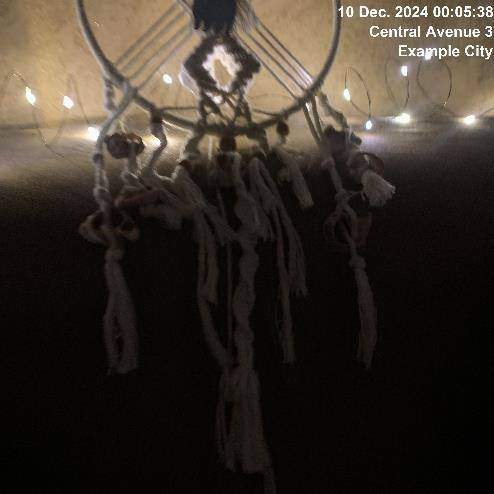 10 Dec. 2024 00:05:38
Central Avenue 3
Example City